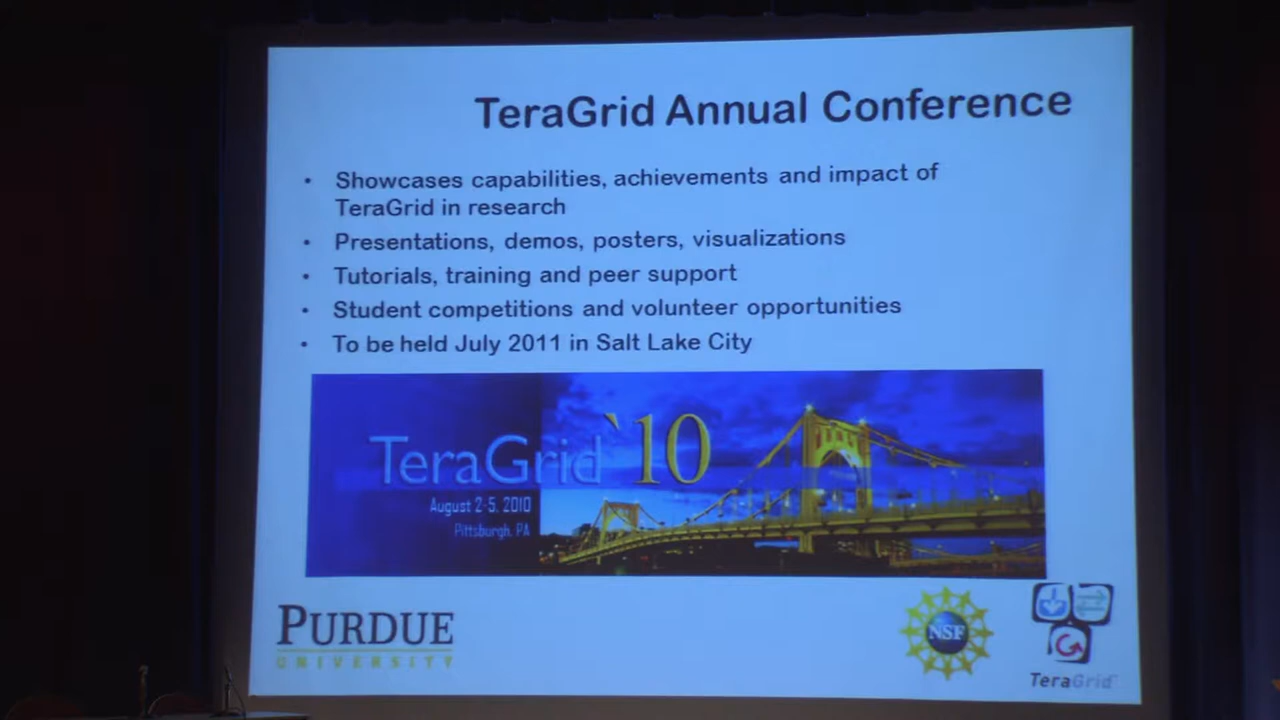 TeraGrid Annual Conference
• Showcases capabilities, achievements and impact of
TeraGrid in research
• Presentations, demos, posters, visualizations
• Tutorials, training and peer support
• Student competitions and volunteer opportunities
• To be held July 2011 in Salt Lake City
TeraGrid `10
August 2-5, 2010
Pittsburgh, PA
PURDUE
UNIVERSITY
NSF
TeraGrid